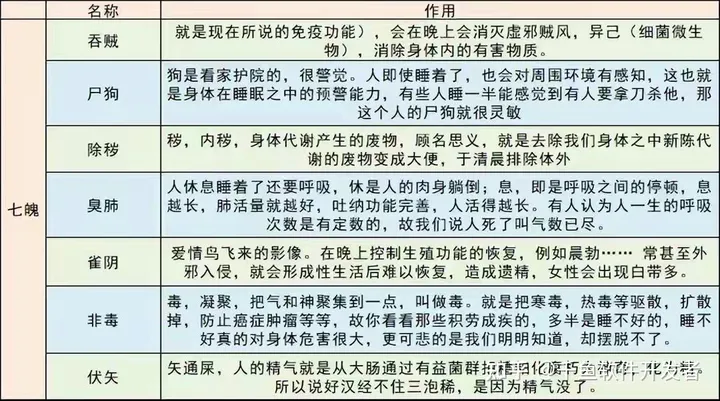 名称 作用
七魄
吞贼
就是现在所说的免疫功能），会在晚上会消灭虚邪贼风，异己（细菌微生
物），消除身体内的有害物质。
尸狗
狗是看家护院的，很警觉。人即使睡着了，也会对周围环境有感知，这也就
是身体在睡眠之中的预警能力，有些人睡一半能感觉到有人要拿刀杀他，那
这个人的尸狗就很灵敏
除秽
秽，内秽，身体代谢产生的废物，顾名思义，就是去除我们身体之中新陈代
谢的废物变成大便，于清晨排除体外
臭肺
人休息睡着了还要呼吸，休是人的肉身躺倒；息，即是呼吸之间的停顿，息
越长，肺活量就越好，吐纳功能完善，人活得越长。有人认为人一生的呼吸
次数是有定数的，故我们说人死了叫气数已尽。
雀阴
爱情鸟飞来的影像。在晚上控制生殖功能的恢复，例如晨勃…… 常甚至外
邪入侵，就会形成性生活后难以恢复，造成遗精，女性会出现白带多。
非毒
毒，凝聚，把气和神聚集到一点，叫做毒。就是把寒毒，热毒等驱散，扩散
掉，防止癌症肿瘤等等，故你看看那些积劳成疾的，多半是睡不好的，睡不
好真的对身体危害很大，更可悲的是我们明明知道，却摆脱不了。
伏矢
矢通屎，人的精气就是从大肠通过有益菌群
所以说好汉经不住三泡稀，是因为精气没了。
知乎 @千鱼软件开发者